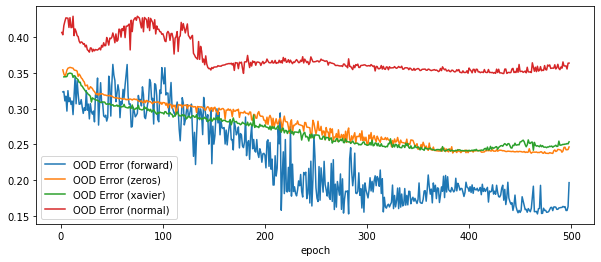 0.40
0.35
0.30
0.25
0.20
0.15
OOD Error (forward)
OOD Error (zeros)
OOD Error (xavier)
OOD Error (normal)
0 100 200 300 400 500
epoch